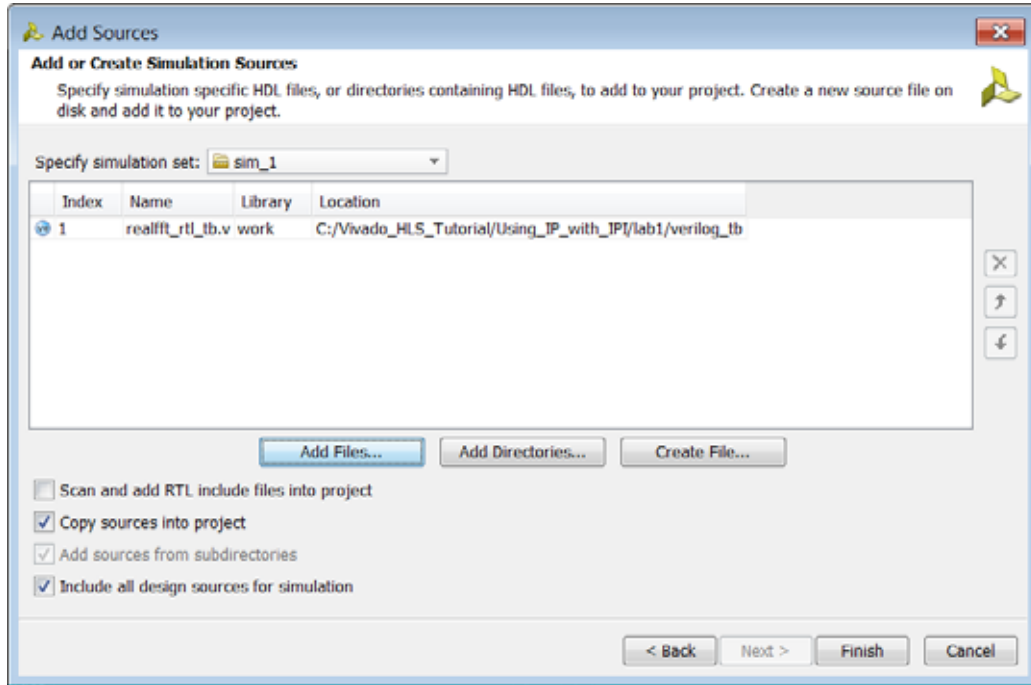 Add Sources
Add or Create Simulation Sources
Specify simulation specific HDL files, or directories containing HDL files, to add to your project. Create a new source file on
disk and add it to your project.
Specify simulation set: sim_1
Index Name Library Location
1 realfft_rtl_tb.v work C:/Vivado_HLS_Tutorial/Using_IP_with_IPI/lab1/verilog_tb
Add Files... Add Directories... Create File...
Scan and add RTL include files into project
Copy sources into project
Add sources from subdirectories
Include all design sources for simulation
< Back Next > Finish Cancel